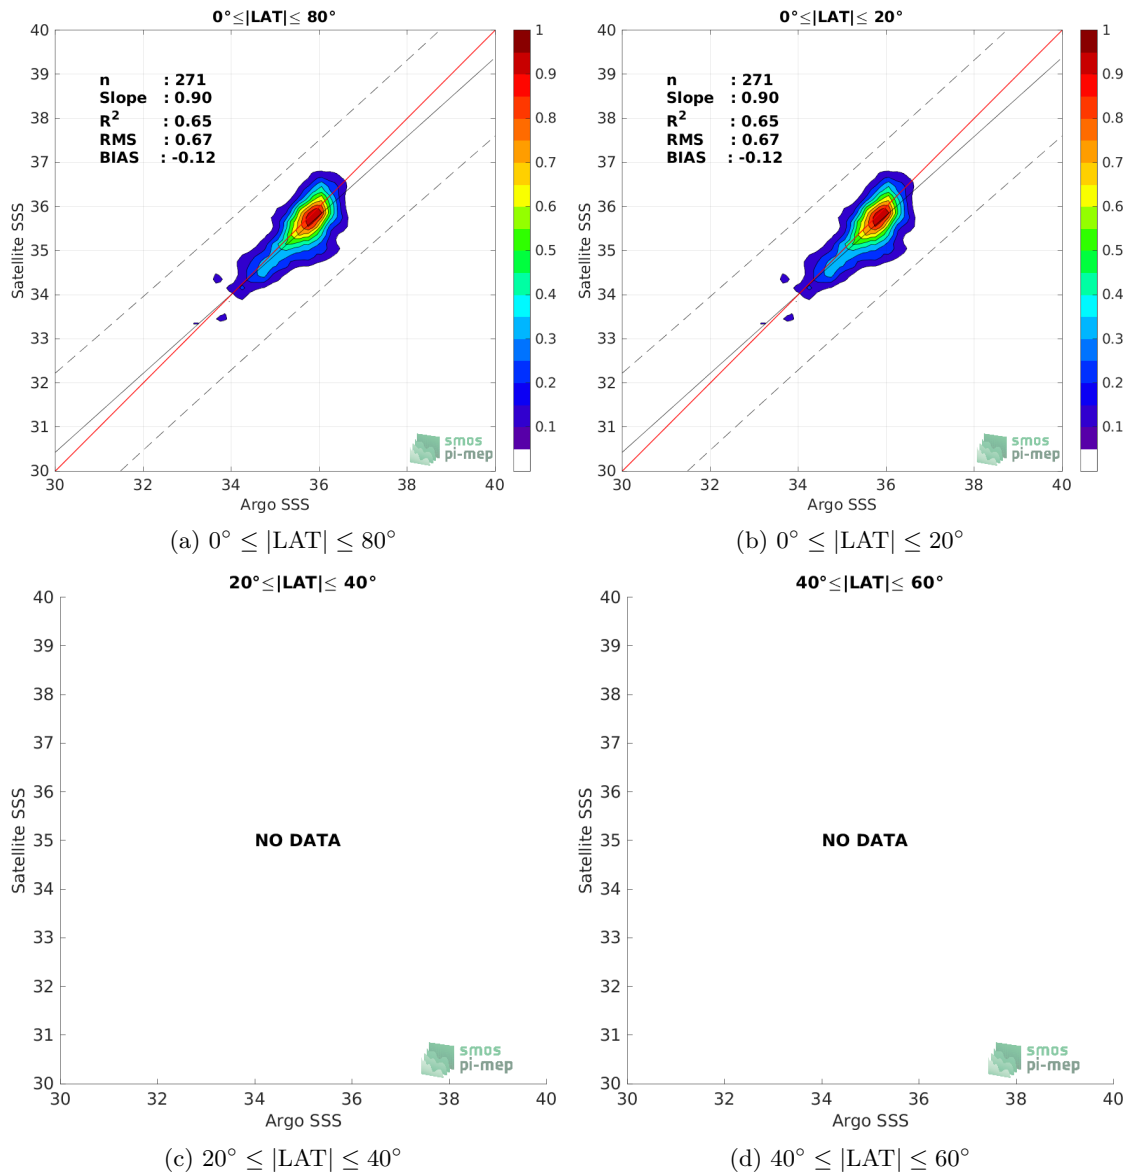 0°≤|LAT|≤ 80°
40
39
38
37
36
35
34
33
32
31
30
Satellite SSS
n : 271
Slope : 0.90
R² : 0.65
RMS : 0.67
BIAS : -0.12
smos
pi-mep
30 32 34 36 38 40
Argo SSS
1
0.9
0.8
0.7
0.6
0.5
0.4
0.3
0.2
0.1
(a) 0° ≤ |LAT| ≤ 80°
0°≤|LAT|≤ 20°
40
39
38
37
36
35
34
33
32
31
30
Satellite SSS
n : 271
Slope : 0.90
R² : 0.65
RMS : 0.67
BIAS : -0.12
smos
pi-mep
30 32 34 36 38 40
Argo SSS
1
0.9
0.8
0.7
0.6
0.5
0.4
0.3
0.2
0.1
(b) 0° ≤ |LAT| ≤ 20°
20°≤|LAT|≤ 40°
40
39
38
37
36
35
34
33
32
31
30
Satellite SSS
NO DATA
smos
pi-mep
30 32 34 36 38 40
Argo SSS
(c) 20° ≤ |LAT| ≤ 40°
40°≤|LAT|≤ 60°
40
39
38
37
36
35
34
33
32
31
30
Satellite SSS
NO DATA
smos
pi-mep
30 32 34 36 38 40
Argo SSS
(d) 40° ≤ |LAT| ≤ 60°